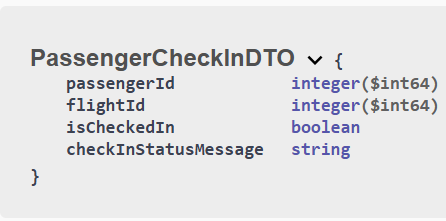 PassengerCheckInDTO {
passengerId integer($int64)
flightId integer($int64)
isCheckedIn boolean
checkInStatusMessage string
}